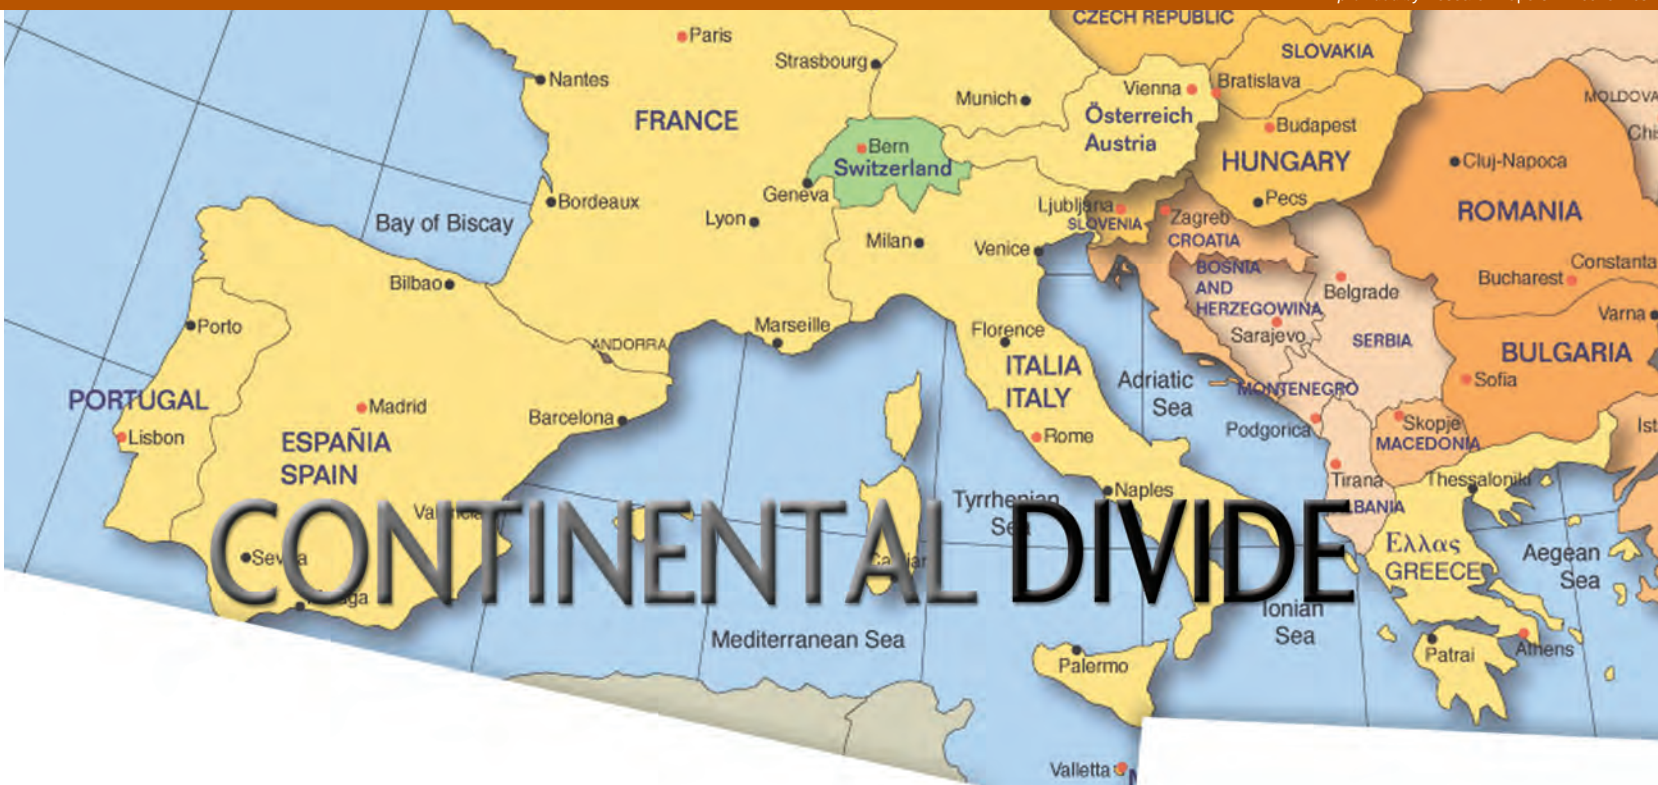 CZECH REPUBLIC
Paris
Strasbourg
SLOVAKIA
Nantes
Munich
Vienna
Bratislava
MOLDOVA
FRANCE
Österreich
Austria
Budapest
Bern
Switzerland
HUNGARY
Cluj-Napoca
Geneva
Bordeaux
Lyon
Ljubljana
SLOVENIA
Zagreb
CROATIA
Pecs
ROMANIA
Bay of Biscay
Milan
Venice
BOSNIA
AND
HERZEGOWINA
Belgrade
Bucharest
Constanta
Bilbao
Porto
Marseille
Florence
Sarajevo
SERBIA
Varna
ANDORRA
ITALIA
ITALY
BULGARIA
Adriatic
Sea
MONTENEGRO
Sofia
PORTUGAL
Lisbon
Madrid
Barcelona
Rome
Podgorica
Skopje
MACEDONIA
Ist
ESPAÑIA
SPAIN
Tirana
Thessaloniki
Naples
Tyrrhenian
Sea
CONTINENTAL DIVIDE
Ελλας
GREECE
Aegean
Sea
Ionian
Sea
Mediterranean Sea
Palermo
Patrai
Athens
Valletta